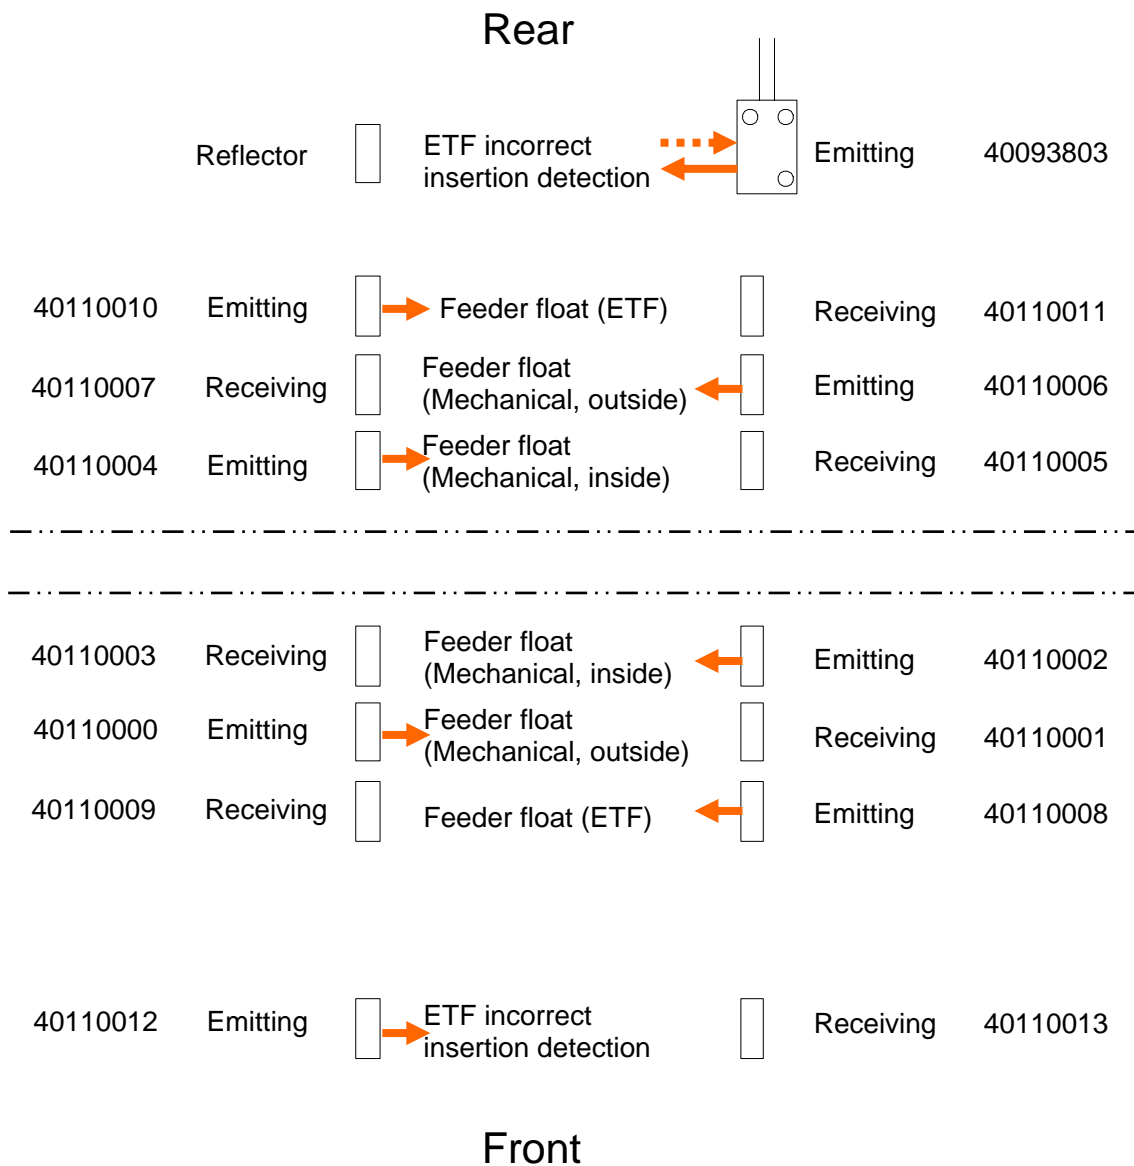 Rear
Reflector
ETF incorrect
insertion detection
Emitting
40093803
40110010
Emitting
Feeder float (ETF)
Receiving
40110011
40110007
Receiving
Feeder float
(Mechanical, outside)
Emitting
40110006
40110004
Emitting
Feeder float
(Mechanical, inside)
Receiving
40110005
40110003
Receiving
Feeder float
(Mechanical, inside)
Emitting
40110002
40110000
Emitting
Feeder float
(Mechanical, outside)
Receiving
40110001
40110009
Receiving
Feeder float (ETF)
Emitting
40110008
40110012
Emitting
ETF incorrect
insertion detection
Receiving
40110013
Front